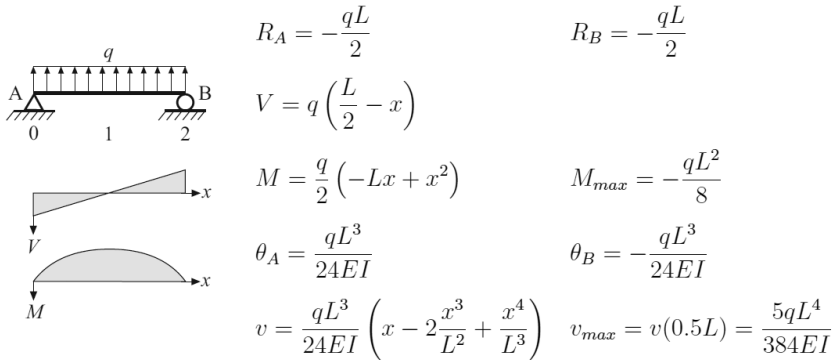 R_A = -\frac{qL}{2}    R_B = -\frac{qL}{2}
q
A B
V = q\left(\frac{L}{2} - x\right)
0 1 2
M = \frac{q}{2}\left(-Lx + x^2\right)    M_{max} = -\frac{qL^2}{8}
x
V
\theta_A = \frac{qL^3}{24EI}    \theta_B = -\frac{qL^3}{24EI}
x
M
v = \frac{qL^3}{24EI}\left(x - 2\frac{x^3}{L^2} + \frac{x^4}{L^3}\right)    v_{max} = v(0.5L) = \frac{5qL^4}{384EI}